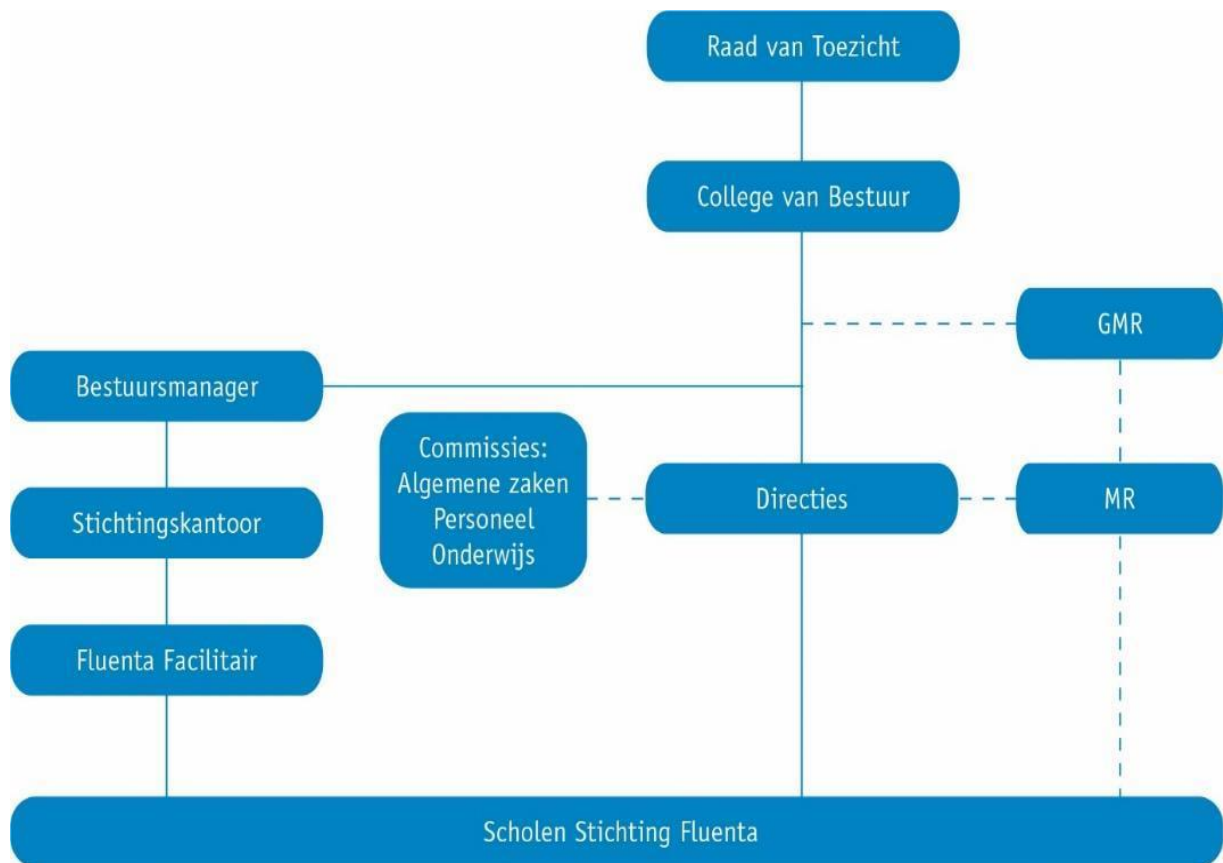 Raad van Toezicht
College van Bestuur
GMR
Bestuursmanager
Commissies:
Algemene zaken
Personeel
Onderwijs
Directies
MR
Stichtingskantoor
Fluenta Facilitair
Scholen Stichting Fluenta